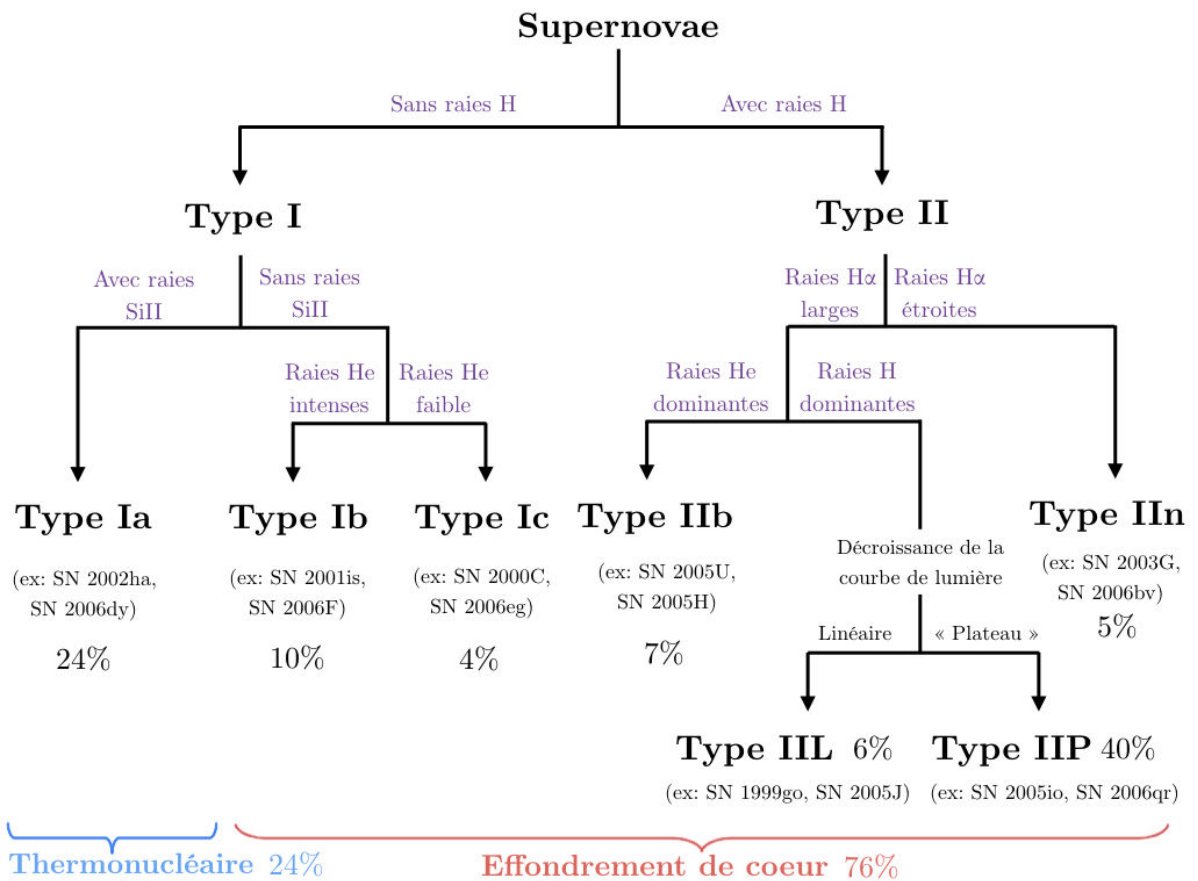 Supernovae
Sans raies H
Avec raies H
Type I
Type II
Avec raies
SiII
Sans raies
SiII
Raies Hα
larges
Raies Hα
étroites
Raies He
intenses
Raies He
faible
Raies He
dominantes
Raies H
dominantes
Type Ia
(ex: SN 2002ha,
SN 2006dy)
24%
Type Ib
(ex: SN 2001is,
SN 2006F)
10%
Type Ic
(ex: SN 2000C,
SN 2006eg)
4%
Type IIb
(ex: SN 2005U,
SN 2005H)
7%
Décroissance de la
courbe de lumière
Linéaire
« Plateau »
Type IIn
(ex: SN 2003G,
SN 2006bv)
5%
Type IIL 6%
(ex: SN 1999go, SN 2005J)
Type IIP 40%
(ex: SN 2005io, SN 2006qr)
Thermonucléaire 24%
Effondrement de coeur 76%